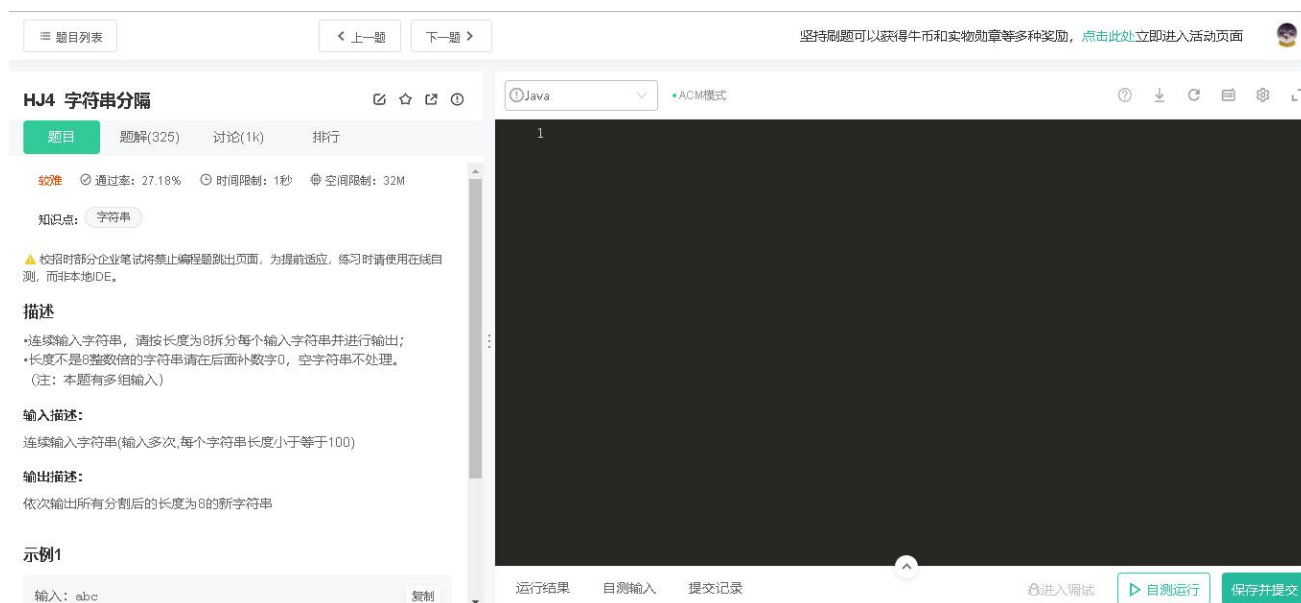 题目列表
上一题
下一题
坚持刷题可以获得牛币和实物勋章等多种奖励，点击此处立即进入活动页面
HJ4 字符串分隔
题目
题解(325)
讨论(1k)
排行
较难 通过率：27.18% 时间限制：1秒 空间限制：32M
知识点：字符串
校招时部分企业笔试将禁止编程题跳出页面，为提前适应，练习时请使用在线自
测，而非本地IDE。
描述
•连续输入字符串，请按长度为8拆分每个输入字符串并进行输出；
•长度不是8整数倍的字符串请在后面补数字0，空字符串不处理。
（注：本题有多组输入）
输入描述：
连续输入字符串(输入多次,每个字符串长度小于等于100)
输出描述：
依次输出所有分割后的长度为8的新字符串
示例1
输入：abc
复制
Java
•ACM模式
1
运行结果
自测输入
提交记录
进入调试
自测运行
保存并提交